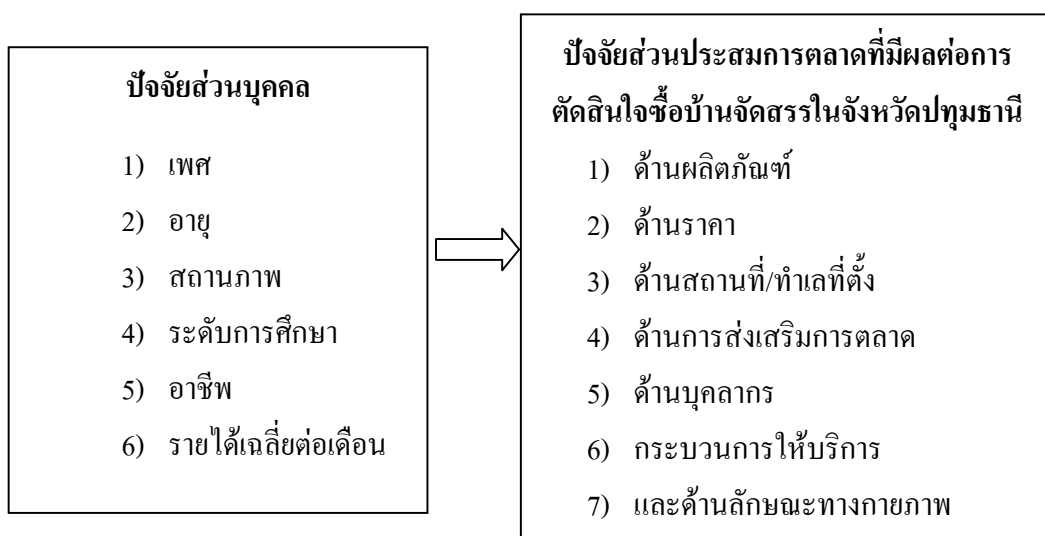 ปัจจัยส่วนบุคคล
1) เพศ
2) อายุ
3) สถานภาพ
4) ระดับการศึกษา
5) อาชีพ
6) รายได้เฉลี่ยต่อเดือน
ปัจจัยส่วนประสมการตลาดที่มีผลต่อการ
ตัดสินใจซื้อบ้านจัดสรรในจังหวัดปทุมธานี
1) ด้านผลิตภัณฑ์
2) ด้านราคา
3) ด้านสถานที่/ทำเลที่ตั้ง
4) ด้านการส่งเสริมการตลาด
5) ด้านบุคลากร
6) กระบวนการให้บริการ
7) และด้านลักษณะทางกายภาพ